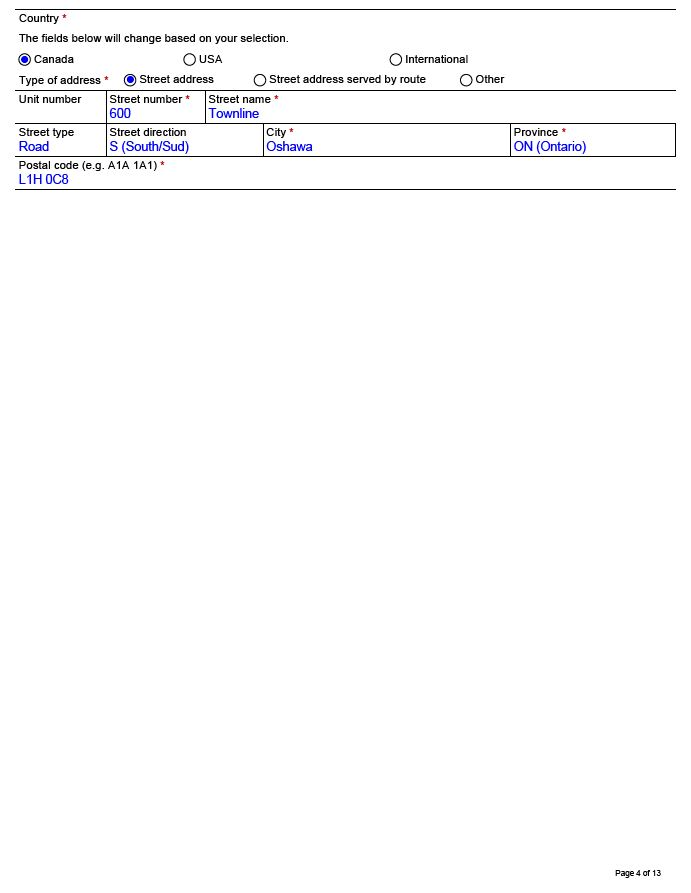 Country *
The fields below will change based on your selection.
Canada USA International
Type of address * Street address Street address served by route Other
Unit number Street number * Street name *
600 Townline
Street type Street direction City * Province *
Road S (South/Sud) Oshawa ON (Ontario)
Postal code (e.g. A1A 1A1) *
L1H 0C8
Page 4 of 13